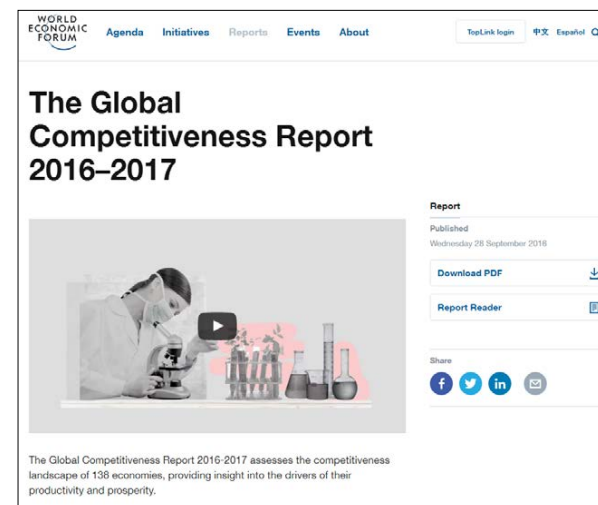 WORLD
ECONOMIC
FORUM
Agenda Initiatives Reports Events About
TopLink login 中文 Español
The Global
Competitiveness Report
2016–2017
Report
Published
Wednesday 28 September 2016
Download PDF
Report Reader
Share
The Global Competitiveness Report 2016-2017 assesses the competitiveness
landscape of 138 economies, providing insight into the drivers of their
productivity and prosperity.